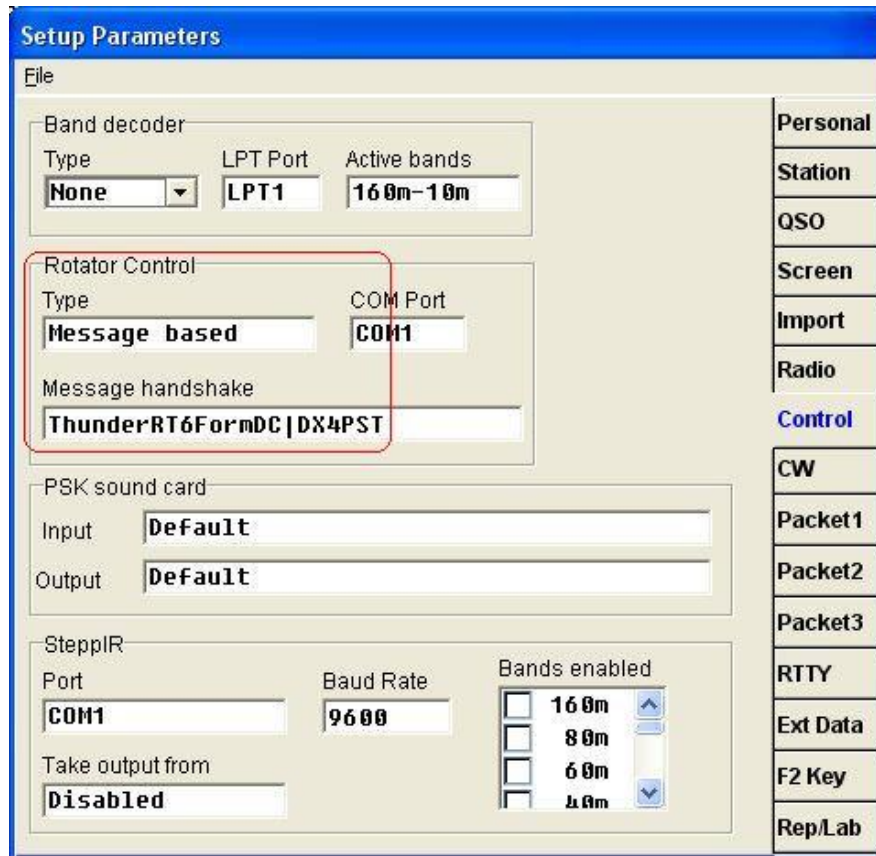 Setup Parameters
File
Band decoder
Type LPT Port Active bands
None LPT1 160m-10m
Rotator Control
Type COM Port
Message based COM1
Message handshake
ThunderRT6FormDC|DX4PST
PSK sound card
Input Default
Output Default
SteppIR
Port Baud Rate Bands enabled
COM1 9600
160m
80m
60m
40m
Take output from
Disabled
Personal
Station
QSO
Screen
Import
Radio
Control
CW
Packet1
Packet2
Packet3
RTTY
Ext Data
F2 Key
Rep/Lab